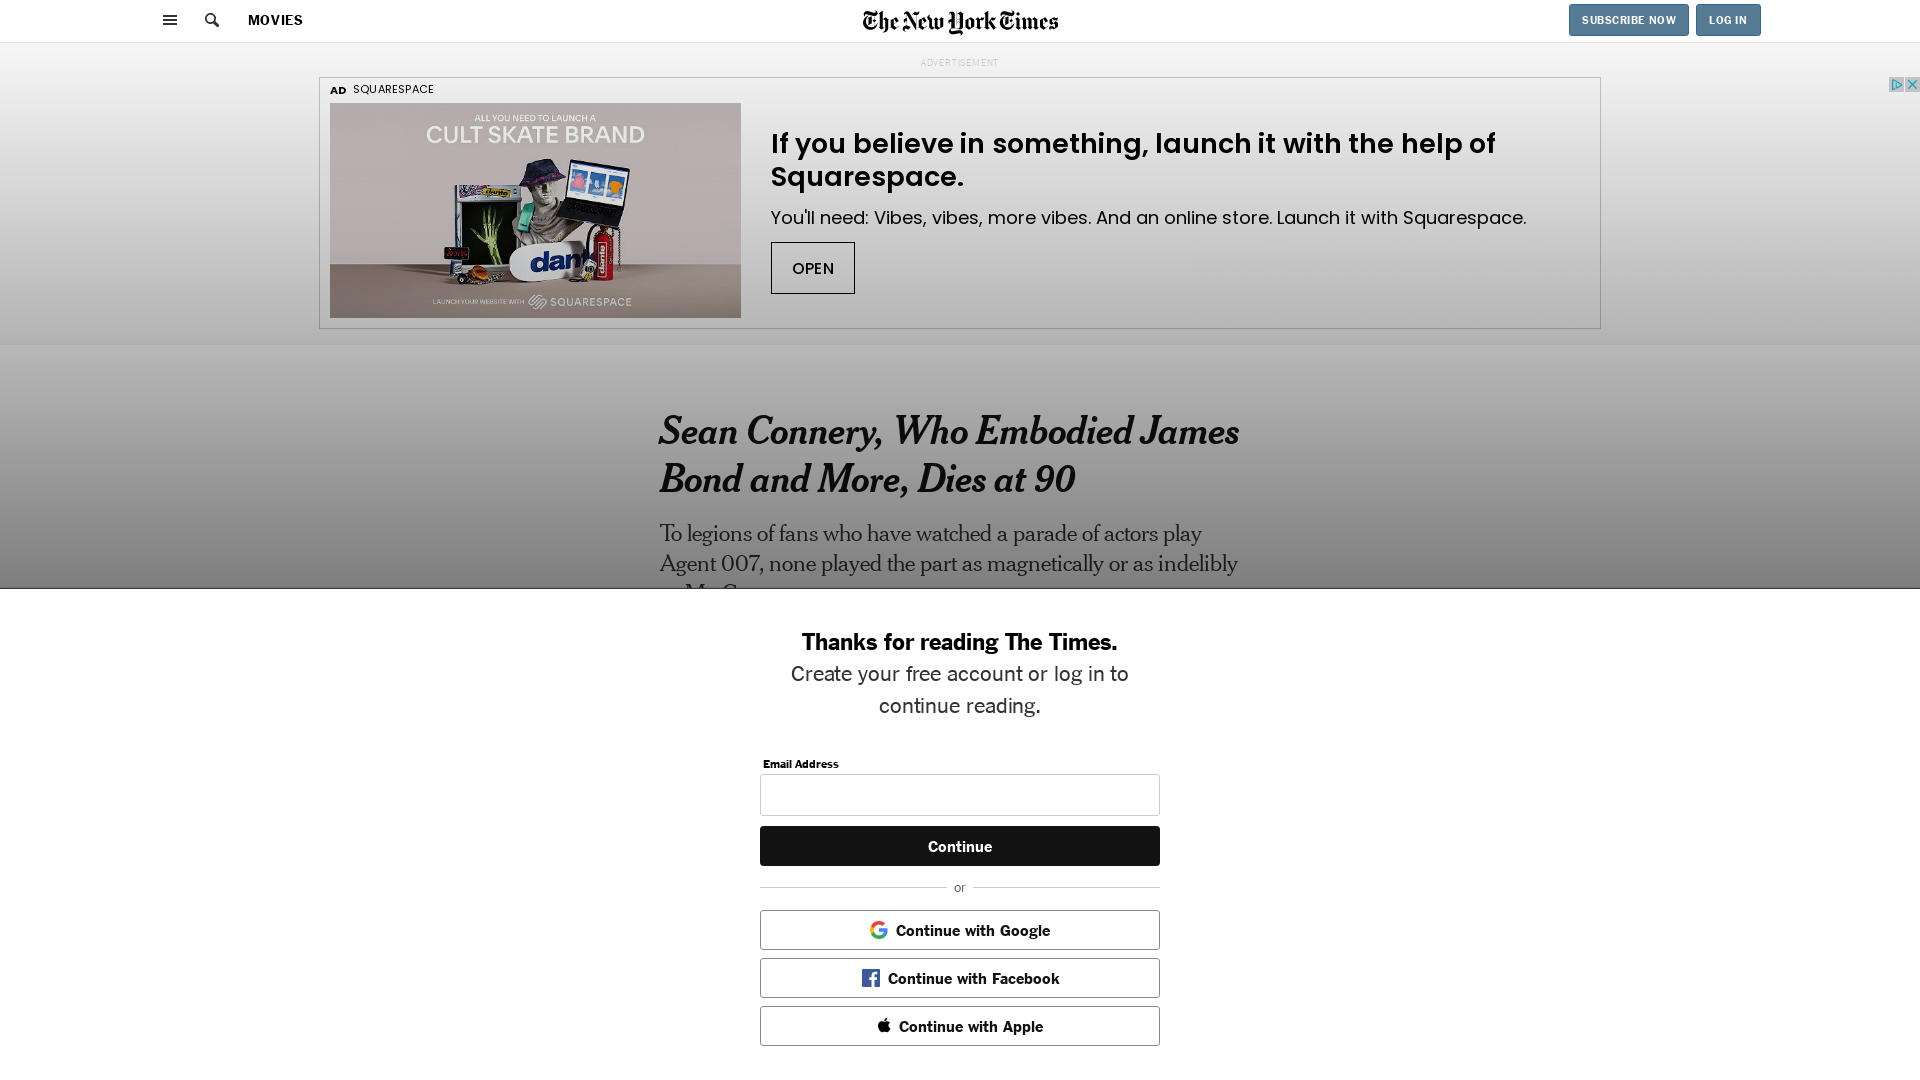 MOVIES
The New York Times
SUBSCRIBE NOW
LOG IN
ADVERTISEMENT
AD SQUARESPACE
ALL YOU NEED TO LAUNCH A
CULT SKATE BRAND
dante
dante
dante
LAUNCH YOUR WEBSITE WITH SQUARESPACE
If you believe in something, launch it with the help of
Squarespace.
You'll need: Vibes, vibes, more vibes. And an online store. Launch it with Squarespace.
OPEN
Sean Connery, Who Embodied James
Bond and More, Dies at 90
To legions of fans who have watched a parade of actors play
Agent 007, none played the part as magnetically or as indelibly
Thanks for reading The Times.
Create your free account or log in to
continue reading.
Email Address
Continue
or
Continue with Google
Continue with Facebook
Continue with Apple